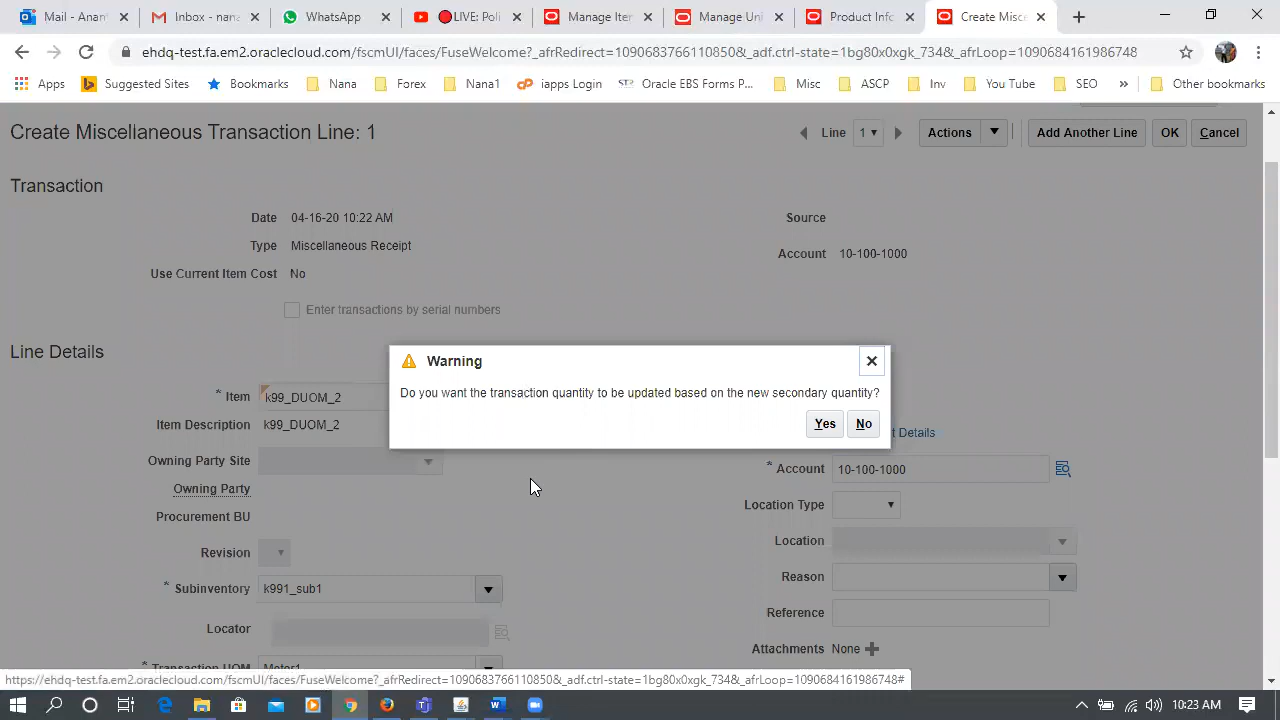 Mail - Anant
Inbox - nana
WhatsApp
LIVE: Poli
Manage Item
Manage Uni
Product Info
Create Misce
ehdq-test.fa.em2.oraclecloud.com/fscmUI/faces/FuseWelcome?_afrRedirect=1090683766110850&_adf.ctrl-state=1bg80x0xgk_734&_afrLoop=1090684161986748
Apps
Suggested Sites
Bookmarks
Nana
Forex
Nana1
iapps Login
Oracle EBS Forms P...
Misc
ASCP
Inv
You Tube
SEO
»
Other bookmarks
Create Miscellaneous Transaction Line: 1
Line 1
Actions
Add Another Line
OK
Cancel
Transaction
Date 04-16-20 10:22 AM
Source
Type Miscellaneous Receipt
Account 10-100-1000
Use Current Item Cost No
Enter transactions by serial numbers
Line Details
Warning
Do you want the transaction quantity to be updated based on the new secondary quantity?
Yes
No
* Item k99_DUOM_2
Item Description k99_DUOM_2
t Details
Owning Party Site
* Account 10-100-1000
Owning Party
Location Type
Procurement BU
Location
Revision
Reason
* Subinventory k991_sub1
Reference
Locator
Attachments None
* Transaction UOM Meter1
https://ehdq-test.fa.em2.oraclecloud.com/fscmUI/faces/FuseWelcome?_afrRedirect=1090683766110850&_adf.ctrl-state=1bg80x0xgk_734&_afrLoop=1090684161986748#
10:23 AM